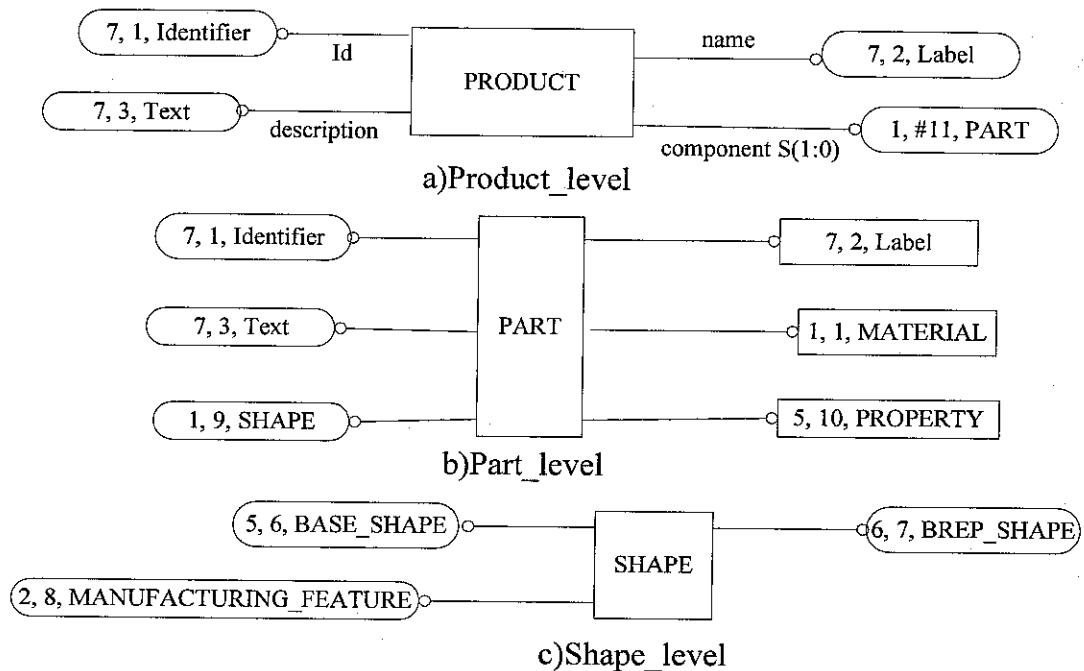 7, 1, Identifier
Id
name
7, 2, Label
PRODUCT
7, 3, Text
description
component S(1:0)
1, #11, PART
a)Product_level
7, 1, Identifier
7, 2, Label
7, 3, Text
PART
1, 1, MATERIAL
1, 9, SHAPE
5, 10, PROPERTY
b)Part_level
5, 6, BASE_SHAPE
6, 7, BREP_SHAPE
SHAPE
2, 8, MANUFACTURING_FEATURE
c)Shape_level